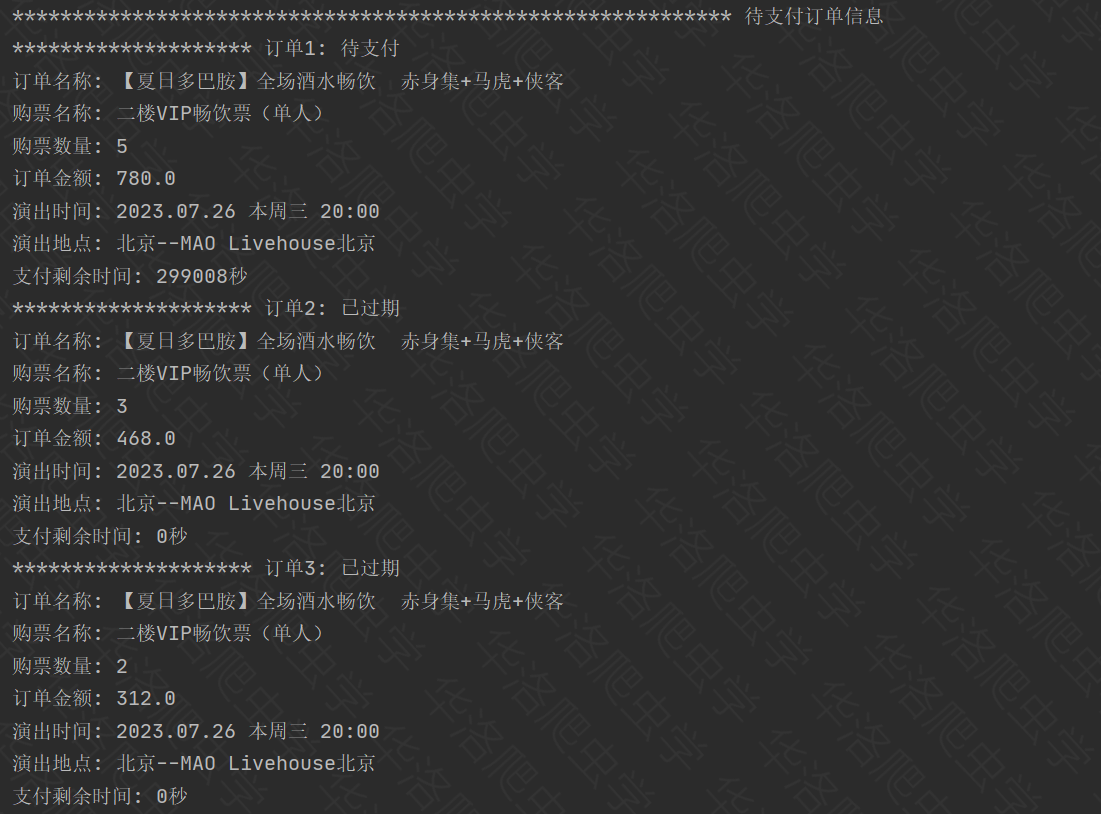 ************************************************************ 待支付订单信息
******************** 订单1: 待支付
订单名称: 【夏日多巴胺】全场酒水畅饮  赤身集+马虎+侠客
购票名称: 二楼VIP畅饮票（单人）
购票数量: 5
订单金额: 780.0
演出时间: 2023.07.26 本周三 20:00
演出地点: 北京--MAO Livehouse北京
支付剩余时间: 299008秒
******************** 订单2: 已过期
订单名称: 【夏日多巴胺】全场酒水畅饮  赤身集+马虎+侠客
购票名称: 二楼VIP畅饮票（单人）
购票数量: 3
订单金额: 468.0
演出时间: 2023.07.26 本周三 20:00
演出地点: 北京--MAO Livehouse北京
支付剩余时间: 0秒
******************** 订单3: 已过期
订单名称: 【夏日多巴胺】全场酒水畅饮  赤身集+马虎+侠客
购票名称: 二楼VIP畅饮票（单人）
购票数量: 2
订单金额: 312.0
演出时间: 2023.07.26 本周三 20:00
演出地点: 北京--MAO Livehouse北京
支付剩余时间: 0秒
华洛爬虫学